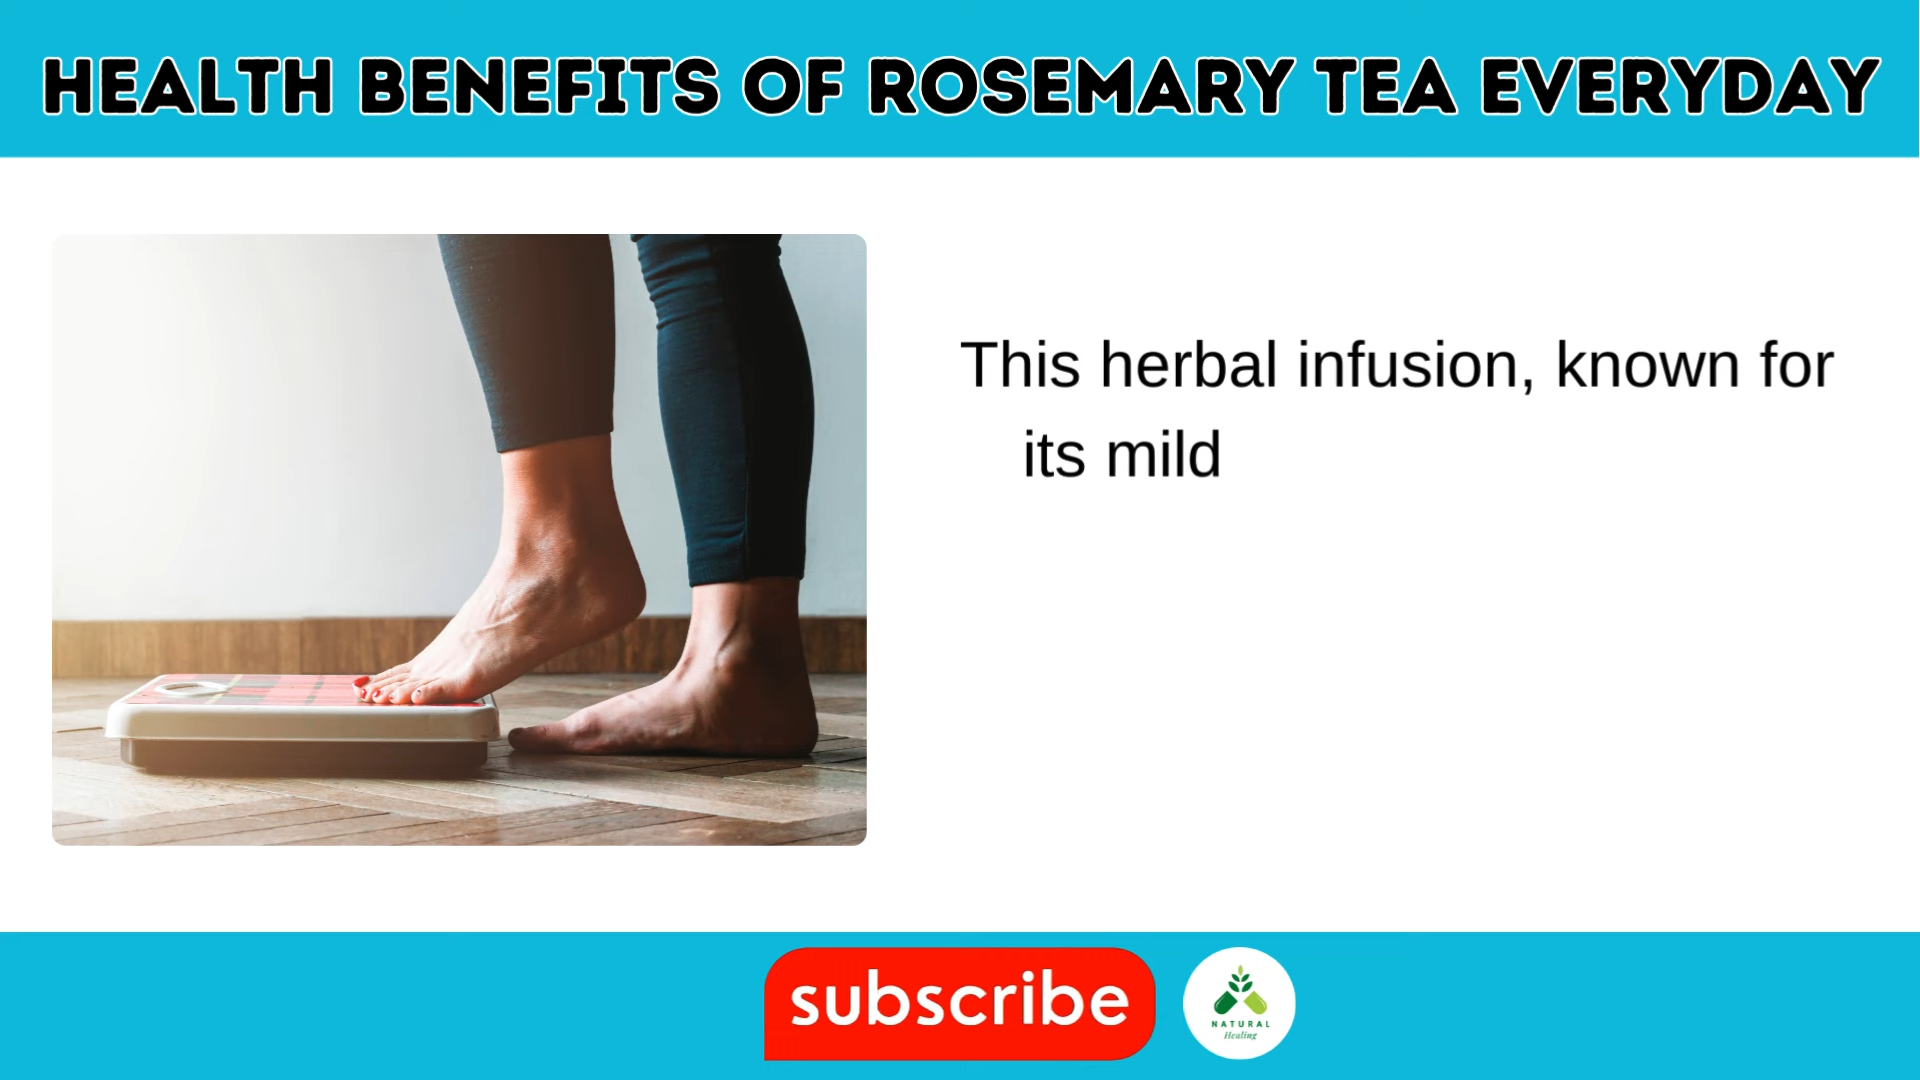 HEALTH BENEFITS OF ROSEMARY TEA EVERYDAY
This herbal infusion, known for
its mild
subscribe
NATURAL
Healing